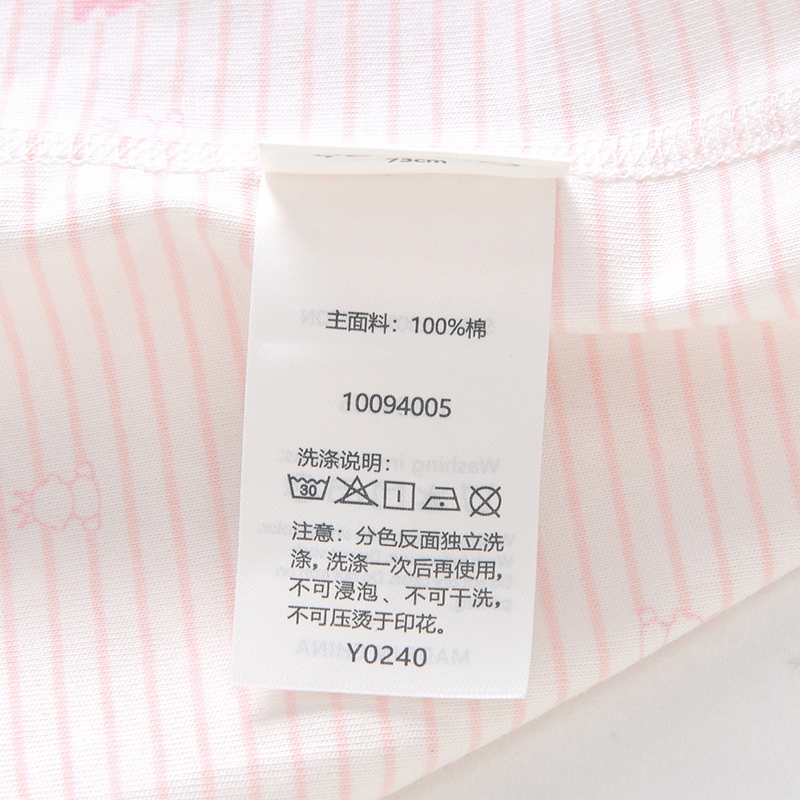 73cm
主面料：100%棉
10094005
洗涤说明：
30
注意：分色反面独立洗
涤，洗涤一次后再使用，
不可浸泡、不可干洗，
不可压烫于印花。
Y0240